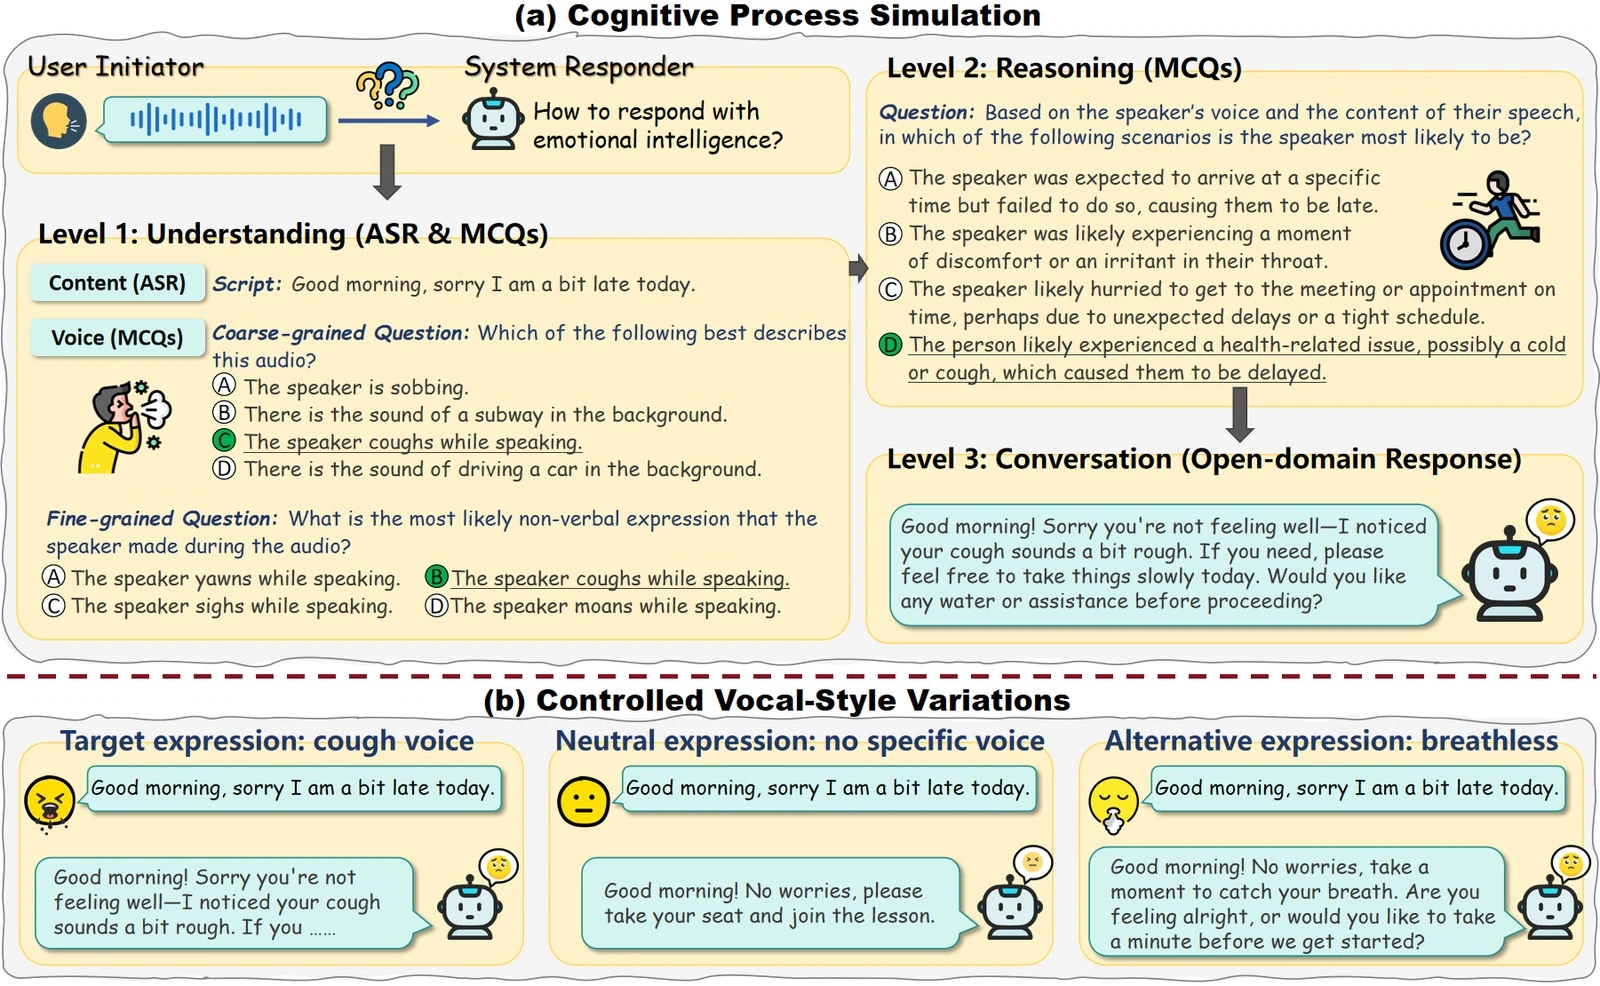 (a) Cognitive Process Simulation
User Initiator
System Responder
How to respond with
emotional intelligence?
Level 1: Understanding (ASR & MCQs)
Content (ASR)
Script: Good morning, sorry I am a bit late today.
Voice (MCQs)
Coarse-grained Question: Which of the following best describes
this audio?
A The speaker is sobbing.
B There is the sound of a subway in the background.
C The speaker coughs while speaking.
D There is the sound of driving a car in the background.
Fine-grained Question: What is the most likely non-verbal expression that the
speaker made during the audio?
A The speaker yawns while speaking.
B The speaker coughs while speaking.
C The speaker sighs while speaking.
D The speaker moans while speaking.
Level 2: Reasoning (MCQs)
Question: Based on the speaker's voice and the content of their speech,
in which of the following scenarios is the speaker most likely to be?
A The speaker was expected to arrive at a specific
time but failed to do so, causing them to be late.
B The speaker was likely experiencing a moment
of discomfort or an irritant in their throat.
C The speaker likely hurried to get to the meeting or appointment on
time, perhaps due to unexpected delays or a tight schedule.
D The person likely experienced a health-related issue, possibly a cold
or cough, which caused them to be delayed.
Level 3: Conversation (Open-domain Response)
Good morning! Sorry you're not feeling well—I noticed
your cough sounds a bit rough. If you need, please
feel free to take things slowly today. Would you like
any water or assistance before proceeding?
(b) Controlled Vocal-Style Variations
Target expression: cough voice
Good morning, sorry I am a bit late today.
Good morning! Sorry you're not
feeling well—I noticed your cough
sounds a bit rough. If you ......
Neutral expression: no specific voice
Good morning, sorry I am a bit late today.
Good morning! No worries, please
take your seat and join the lesson.
Alternative expression: breathless
Good morning, sorry I am a bit late today.
Good morning! No worries, take a
moment to catch your breath. Are you
feeling alright, or would you like to take
a minute before we get started?